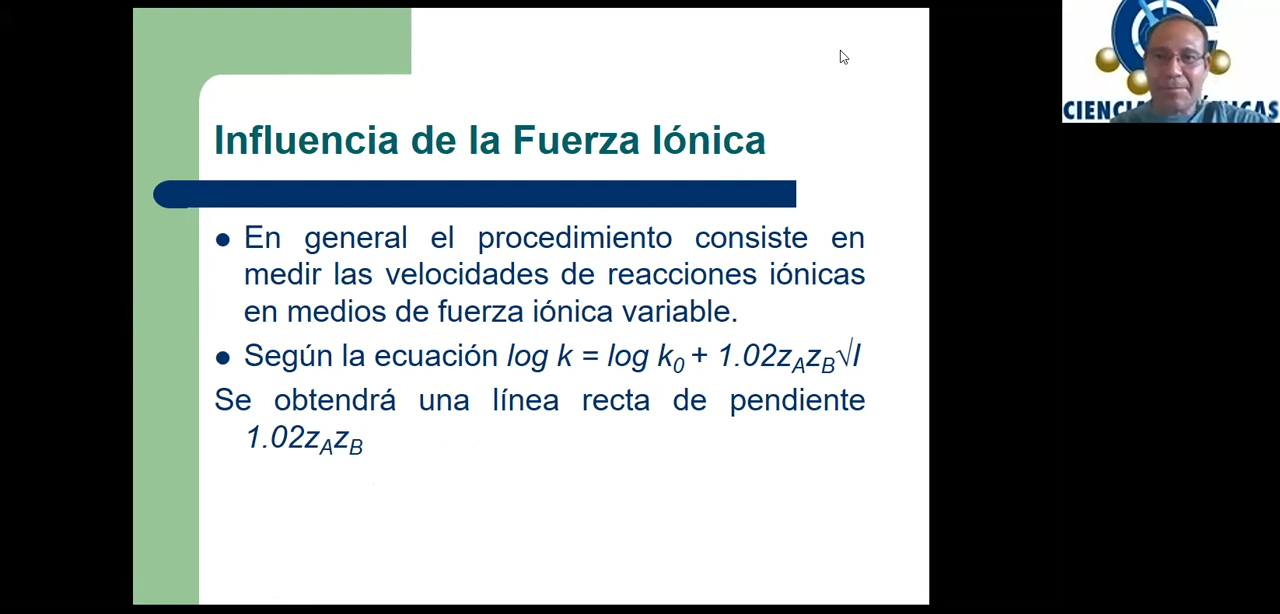 Influencia de la Fuerza Iónica
En general el procedimiento consiste en
medir las velocidades de reacciones iónicas
en medios de fuerza iónica variable.
Según la ecuación log k = log k₀ + 1.02z_Az_B√I
Se obtendrá una línea recta de pendiente
1.02z_Az_B